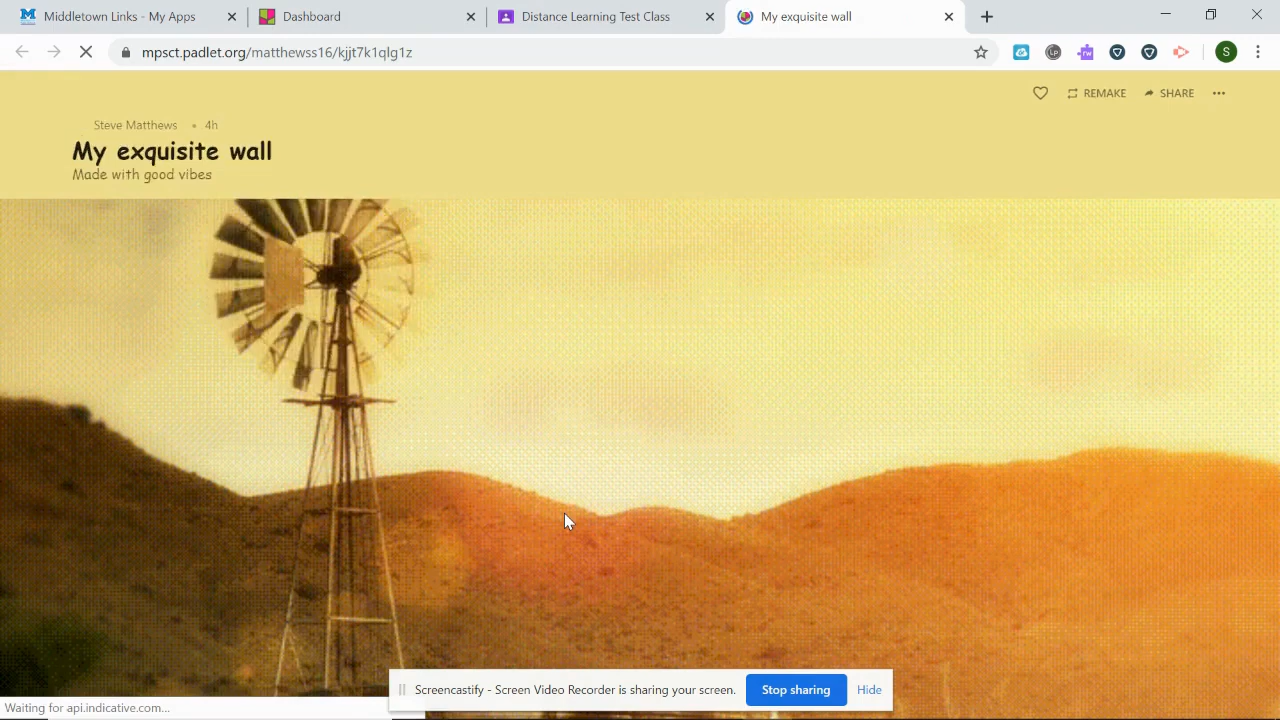 Middletown Links - My Apps
Dashboard
Distance Learning Test Class
My exquisite wall
mpsct.padlet.org/matthewss16/kjjt7k1qlg1z
S
REMAKE
SHARE
Steve Matthews • 4h
My exquisite wall
Made with good vibes
Screencastify - Screen Video Recorder is sharing your screen.
Stop sharing
Hide
Waiting for api.indicative.com...